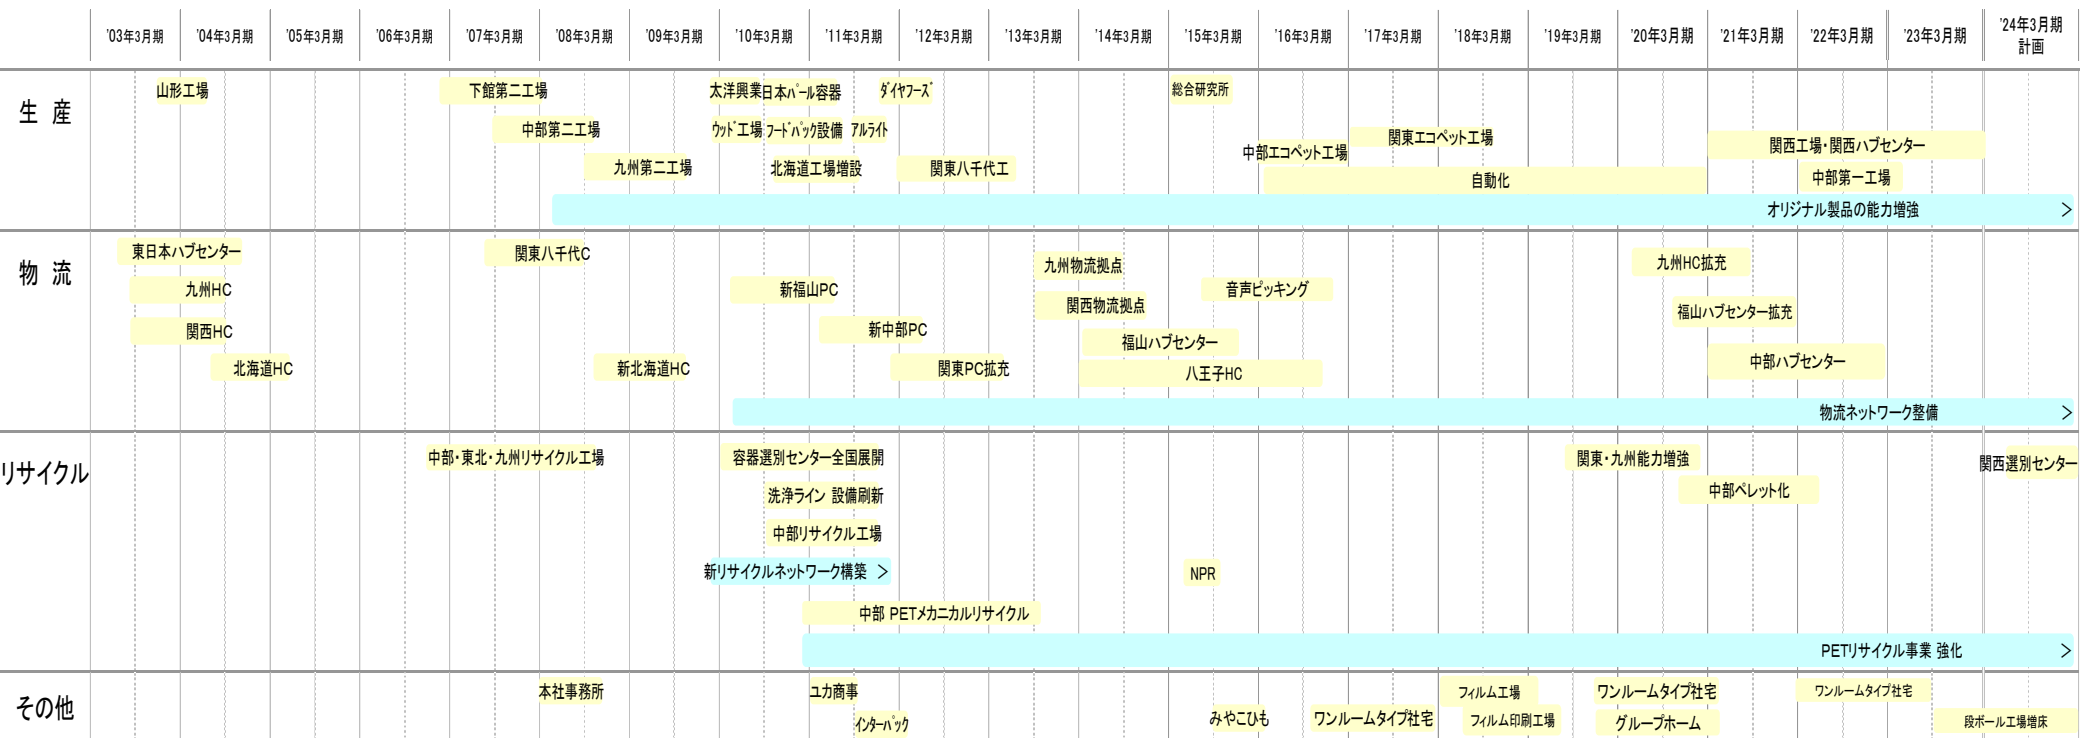 '03年3月期 '04年3月期 '05年3月期 '06年3月期 '07年3月期 '08年3月期 '09年3月期 '10年3月期 '11年3月期 '12年3月期 '13年3月期 '14年3月期 '15年3月期 '16年3月期 '17年3月期 '18年3月期 '19年3月期 '20年3月期 '21年3月期 '22年3月期 '23年3月期 '24年3月期
計画
生 産
山形工場 下館第二工場 太洋興業 日本パール容器 ダイヤフーズ 総合研究所
中部第二工場 ウッド工場 フードパック設備 アルライト 関東エコペット工場
中部エコペット工場 関西工場・関西ハブセンター
九州第二工場 北海道工場増設 関東八千代工 自動化 中部第一工場
オリジナル製品の能力増強 >
物 流
東日本ハブセンター 関東八千代C 九州物流拠点 九州HC拡充
九州HC 新福山PC 関西物流拠点 音声ピッキング
関西HC 新中部PC 福山ハブセンター 福山ハブセンター拡充
北海道HC 新北海道HC 関東PC拡充 八王子HC 中部ハブセンター
物流ネットワーク整備 >
リサイクル
中部・東北・九州リサイクル工場 容器選別センター全国展開 関東・九州能力増強 関西選別センター
洗浄ライン 設備刷新 中部ペレット化
中部リサイクル工場
新リサイクルネットワーク構築 > NPR
中部 PETメカニカルリサイクル
PETリサイクル事業 強化 >
その他
本社事務所 ユカ商事 フィルム工場 ワンルームタイプ社宅 ワンルームタイプ社宅
インターパック みやこひも ワンルームタイプ社宅 フィルム印刷工場 グループホーム 段ボール工場増床